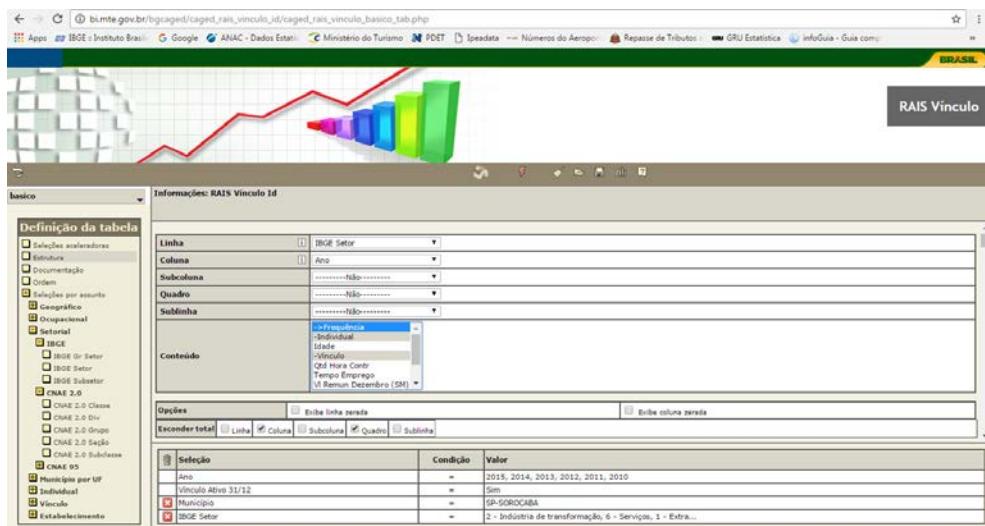 bi.mte.gov.br/bgcaged/caged_rais_vinculo_id/caged_rais_vinculo_basico_tab.php
Apps IBGE :: Instituto Brasil Google ANAC - Dados Estatí Ministério do Turismo PDET Ipeadata Números do Aeropor Repasse de Tributos GRU Estatística infoGuia - Guia comp
BRASIL
RAIS Vínculo
basico
Informações: RAIS Vínculo Id
Definição da tabela
Seleções aceleradoras
Estrutura
Documentação
Ordem
Seleções por assunto
Geográfico
Ocupacional
Setorial
IBGE
IBGE Gr Setor
IBGE Setor
IBGE Subsetor
CNAE 2.0
CNAE 2.0 Classe
CNAE 2.0 Div
CNAE 2.0 Grupo
CNAE 2.0 Seção
CNAE 2.0 Subclasse
CNAE 95
Município por UF
Individual
Vínculo
Estabelecimento
Linha IBGE Setor
Coluna Ano
Subcoluna ---------Não---------
Quadro ---------Não---------
Sublinha ---------Não---------
Conteúdo
->Frequência
-Individual
Idade
-Vínculo
Qtd Hora Contr
Tempo Emprego
Vl Remun Dezembro (SM)
Opções Exibe linha zerada Exibe coluna zerada
Esconder total Linha Coluna Subcoluna Quadro Sublinha
Seleção Condição Valor
Ano = 2015, 2014, 2013, 2012, 2011, 2010
Vínculo Ativo 31/12 = Sim
Município = SP-SOROCABA
IBGE Setor = 2 - Indústria de transformação, 6 - Serviços, 1 - Extra...